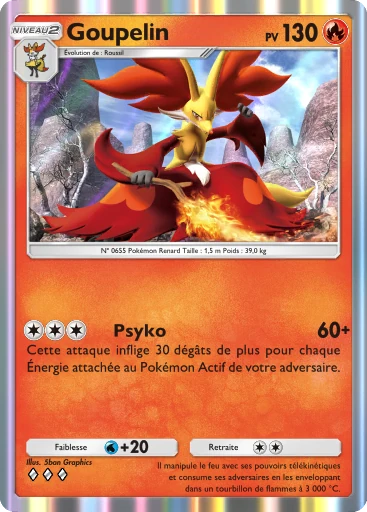 NIVEAU 2
Goupelin
PV 130
Évolution de : Roussil
N° 0655 Pokémon Renard Taille : 1,5 m Poids : 39,0 kg
Psyko 60+
Cette attaque inflige 30 dégâts de plus pour chaque
Énergie attachée au Pokémon Actif de votre adversaire.
Faiblesse +20 Retraite
Illus. 5ban Graphics
Il manipule le feu avec ses pouvoirs télékinétiques
et consume ses adversaires en les enveloppant
dans un tourbillon de flammes à 3 000 °C.